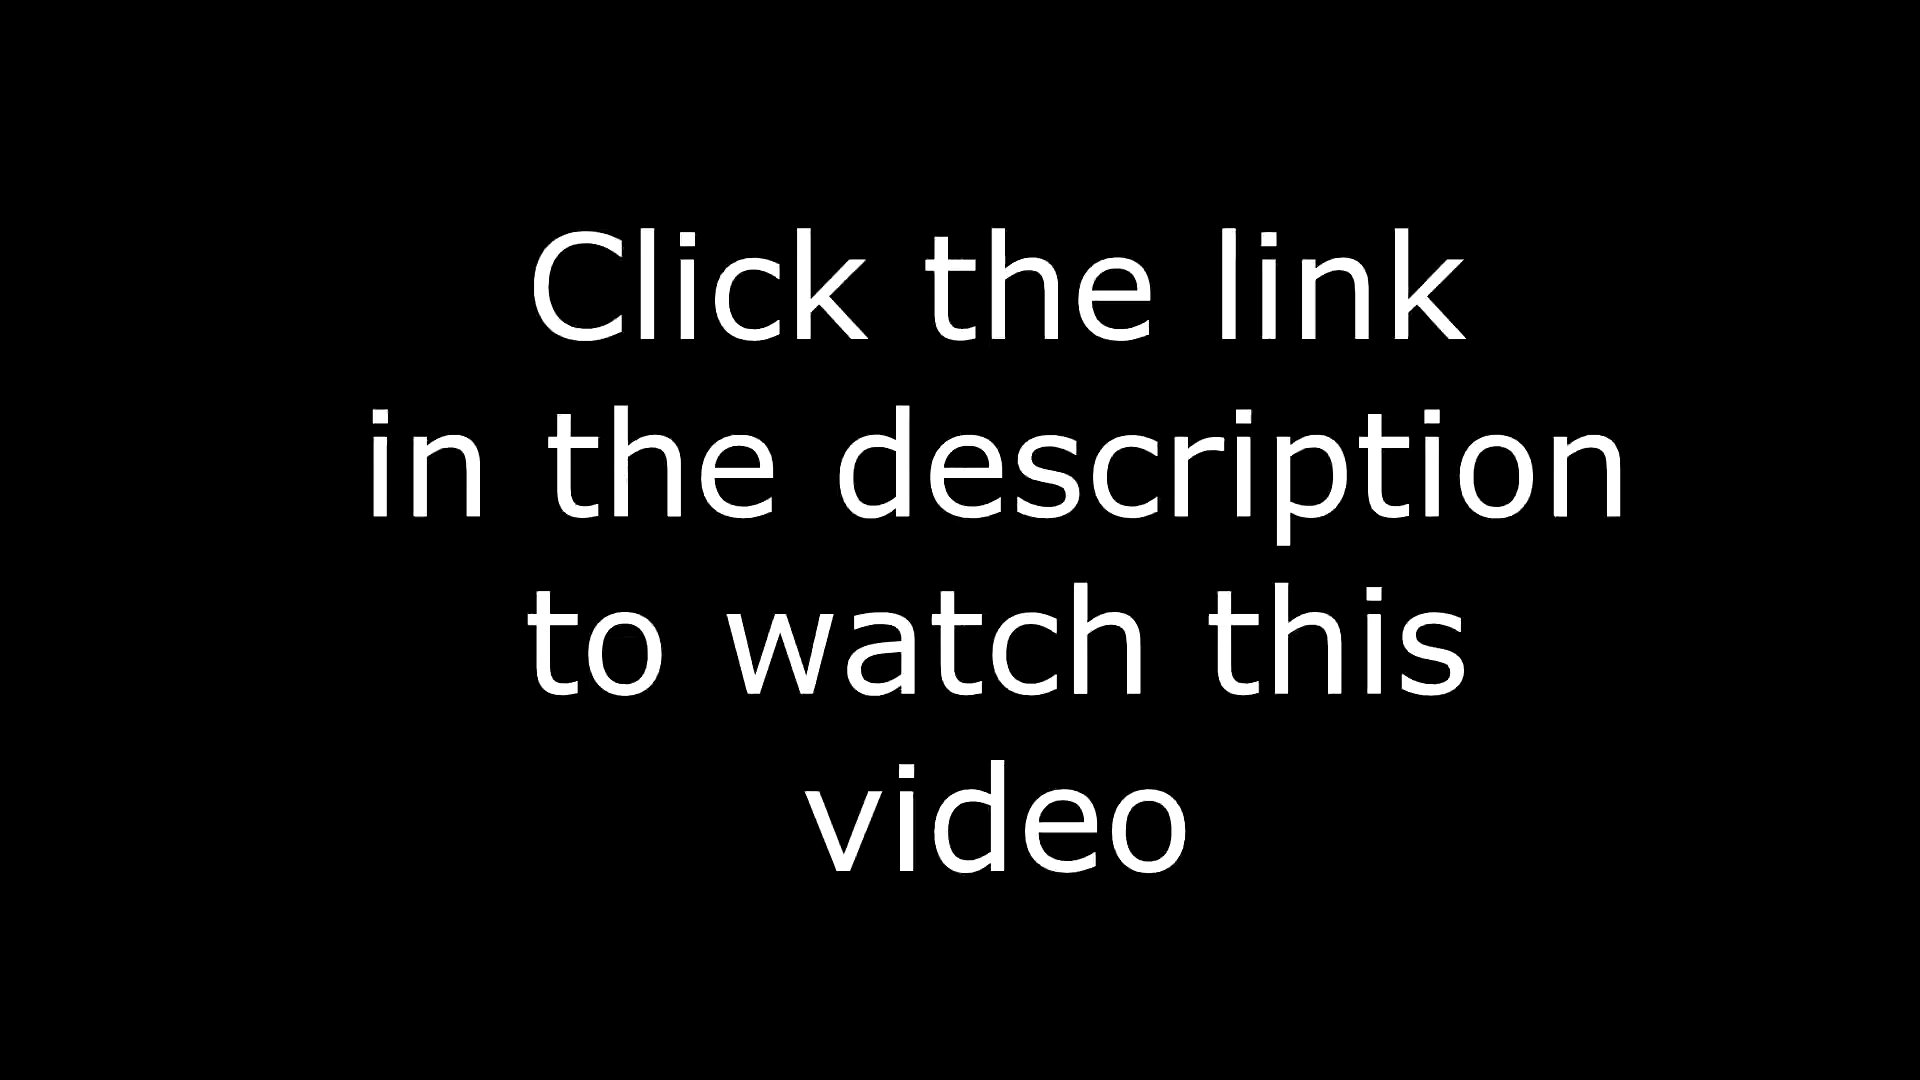 Click the link
in the description
to watch this
video